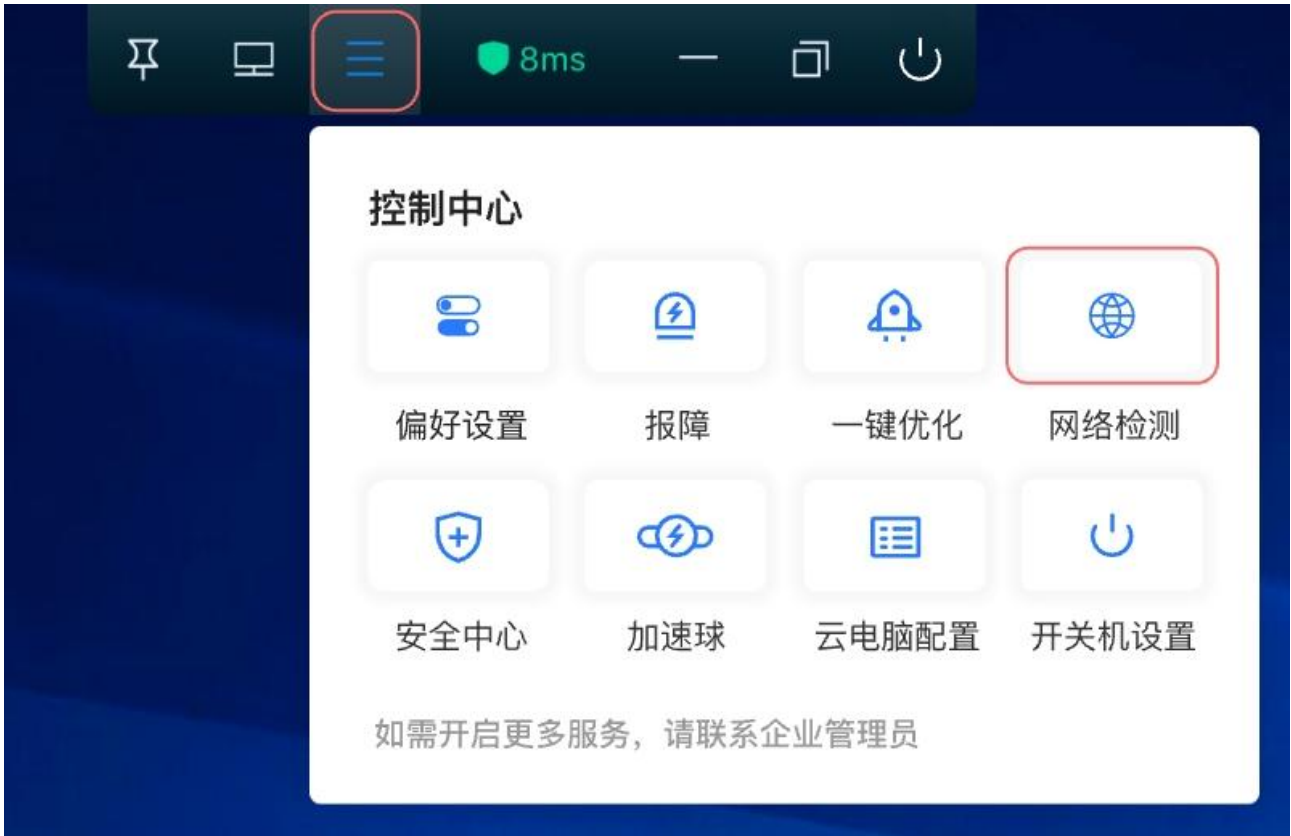 8ms
控制中心
偏好设置 报障 一键优化 网络检测
安全中心 加速球 云电脑配置 开关机设置
如需开启更多服务，请联系企业管理员